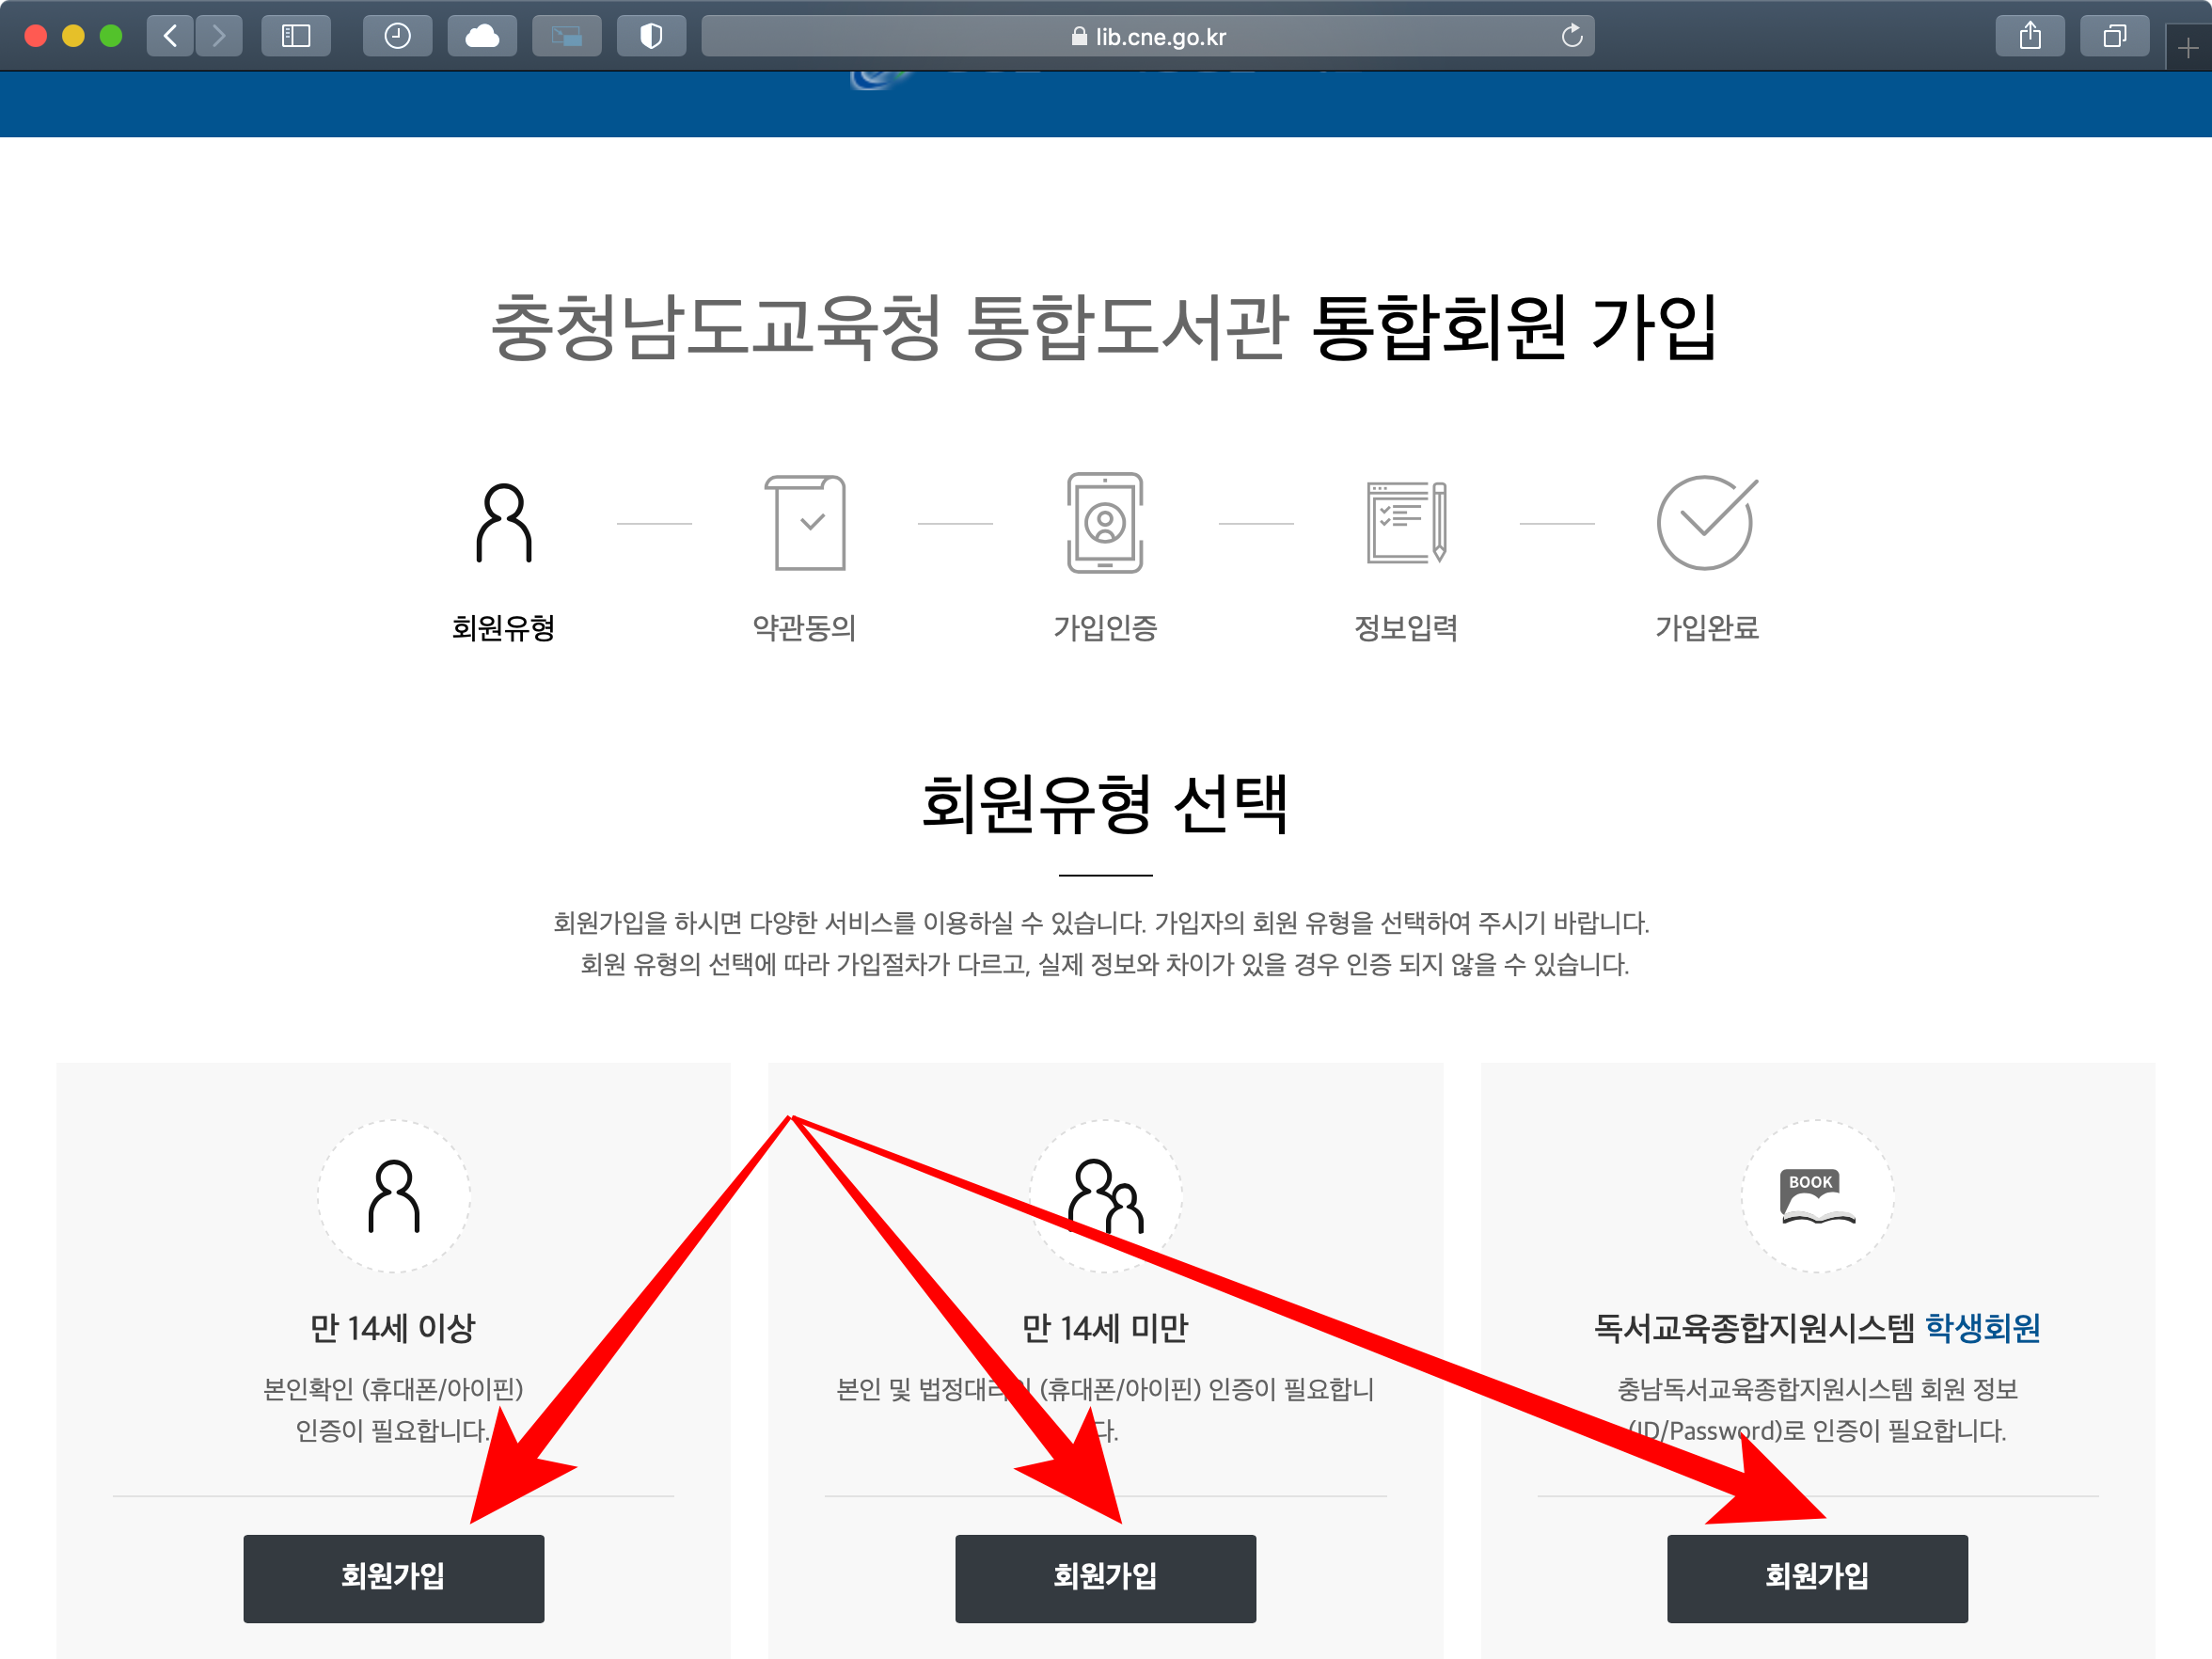 lib.cne.go.kr
충청남도교육청 통합도서관 통합회원 가입
회원유형
약관동의
가입인증
정보입력
가입완료
회원유형 선택
회원가입을 하시면 다양한 서비스를 이용하실 수 있습니다. 가입자의 회원 유형을 선택하여 주시기 바랍니다.
회원 유형의 선택에 따라 가입절차가 다르고, 실제 정보와 차이가 있을 경우 인증 되지 않을 수 있습니다.
만 14세 이상
본인확인 (휴대폰/아이핀)
인증이 필요합니다.
회원가입
만 14세 미만
본인 및 법정대리인 (휴대폰/아이핀) 인증이 필요합니
다.
회원가입
BOOK
독서교육종합지원시스템 학생회원
충남독서교육종합지원시스템 회원 정보
(ID/Password)로 인증이 필요합니다.
회원가입